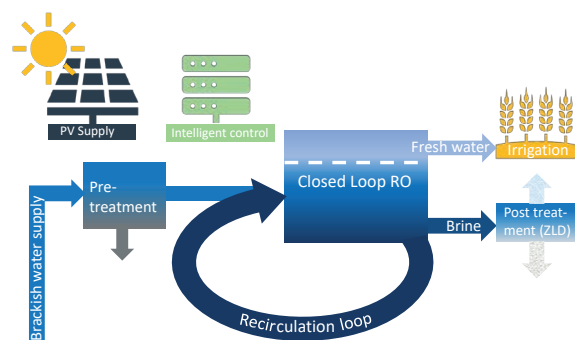 PV Supply
Intelligent control
Fresh water
Irrigation
Pre-
treatment
Closed Loop RO
Brine
Post treat-
ment (ZLD)
Brackish water supply
Recirculation loop